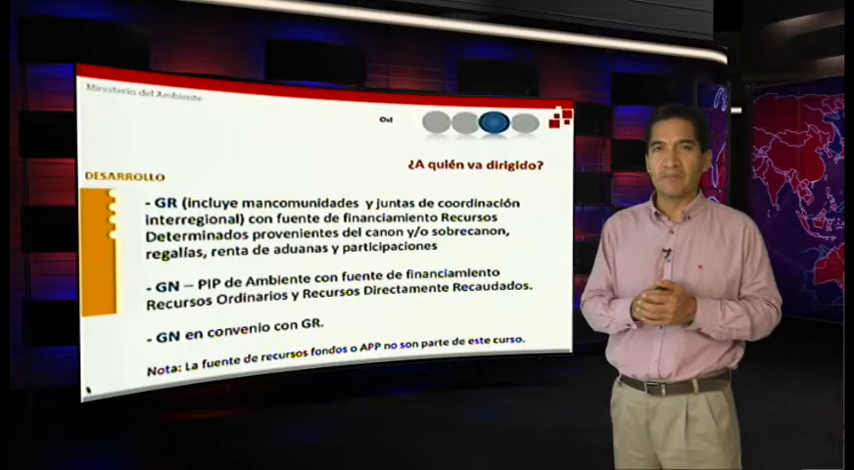 Ministerio del Ambiente
¿A quién va dirigido?
DESARROLLO
- GR (incluye mancomunidades y juntas de coordinación
interregional) con fuente de financiamiento Recursos
Determinados provenientes del canon y/o sobrecanon,
regalías, renta de aduanas y participaciones
- GN – PIP de Ambiente con fuente de financiamiento
Recursos Ordinarios y Recursos Directamente Recaudados.
- GN en convenio con GR.
Nota: La fuente de recursos fondos o APP no son parte de este curso.